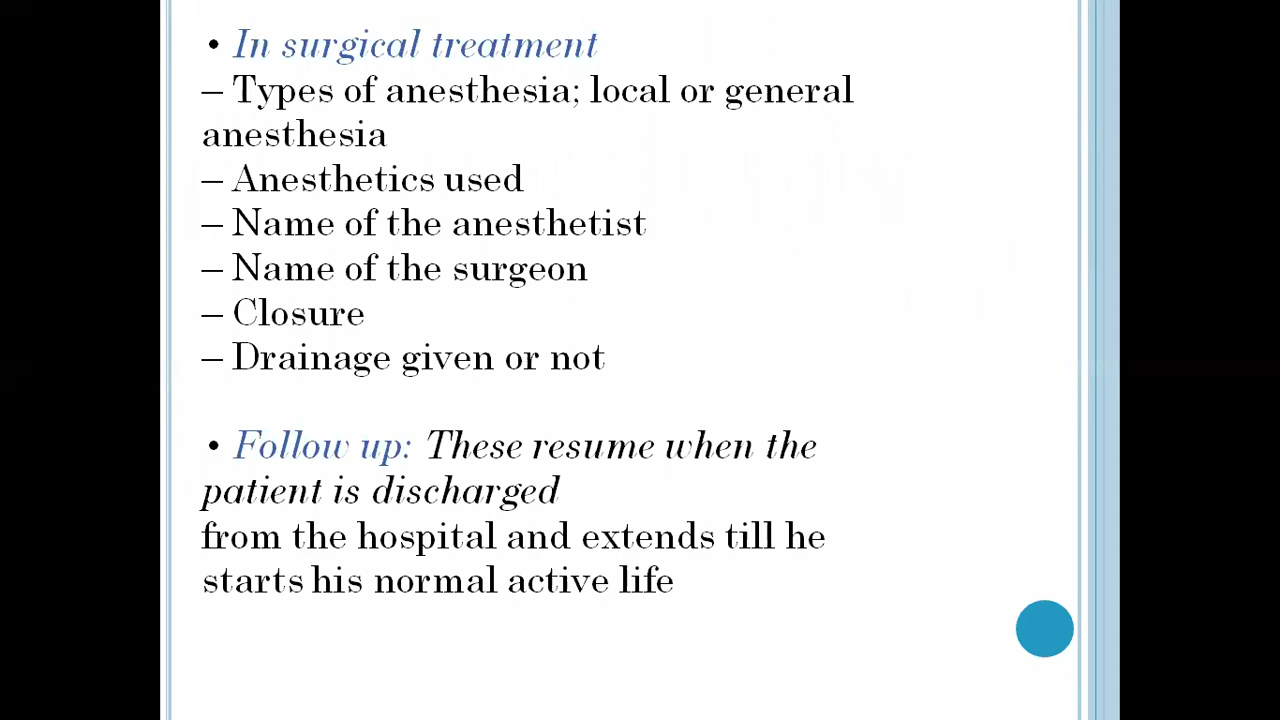 • In surgical treatment
– Types of anesthesia; local or general
anesthesia
– Anesthetics used
– Name of the anesthetist
– Name of the surgeon
– Closure
– Drainage given or not
• Follow up: These resume when the
patient is discharged
from the hospital and extends till he
starts his normal active life